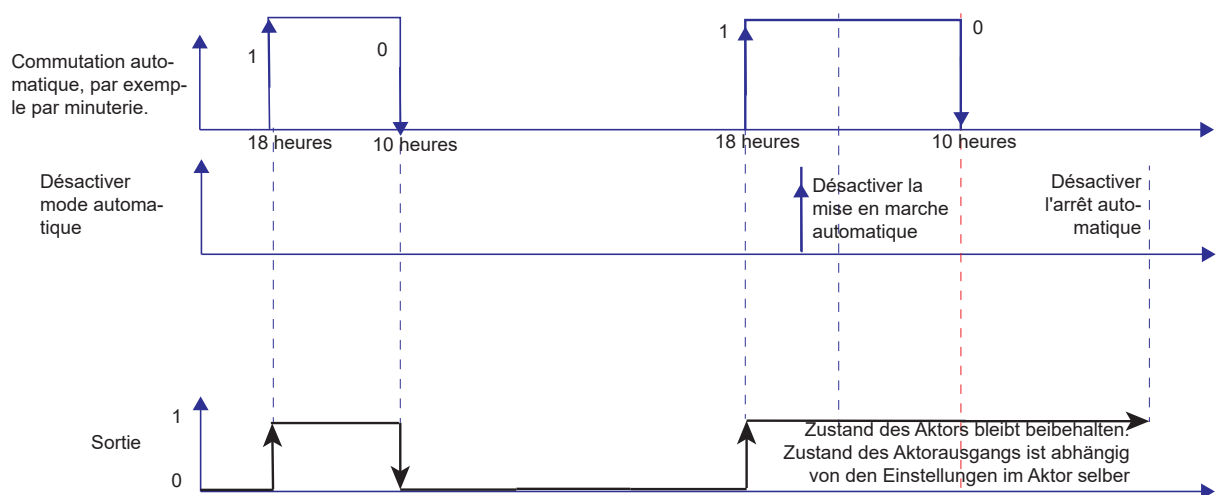 1
0
1
0
Commutation auto-
matique, par exemp-
le par minuterie.
18 heures
10 heures
18 heures
10 heures
Désactiver
mode automa-
tique
Désactiver la
mise en marche
automatique
Désactiver
l'arrêt auto-
matique
1
Sortie
0
Zustand des Aktors bleibt beibehalten.
Zustand des Aktorausgangs ist abhängig
von den Einstellungen im Aktor selber